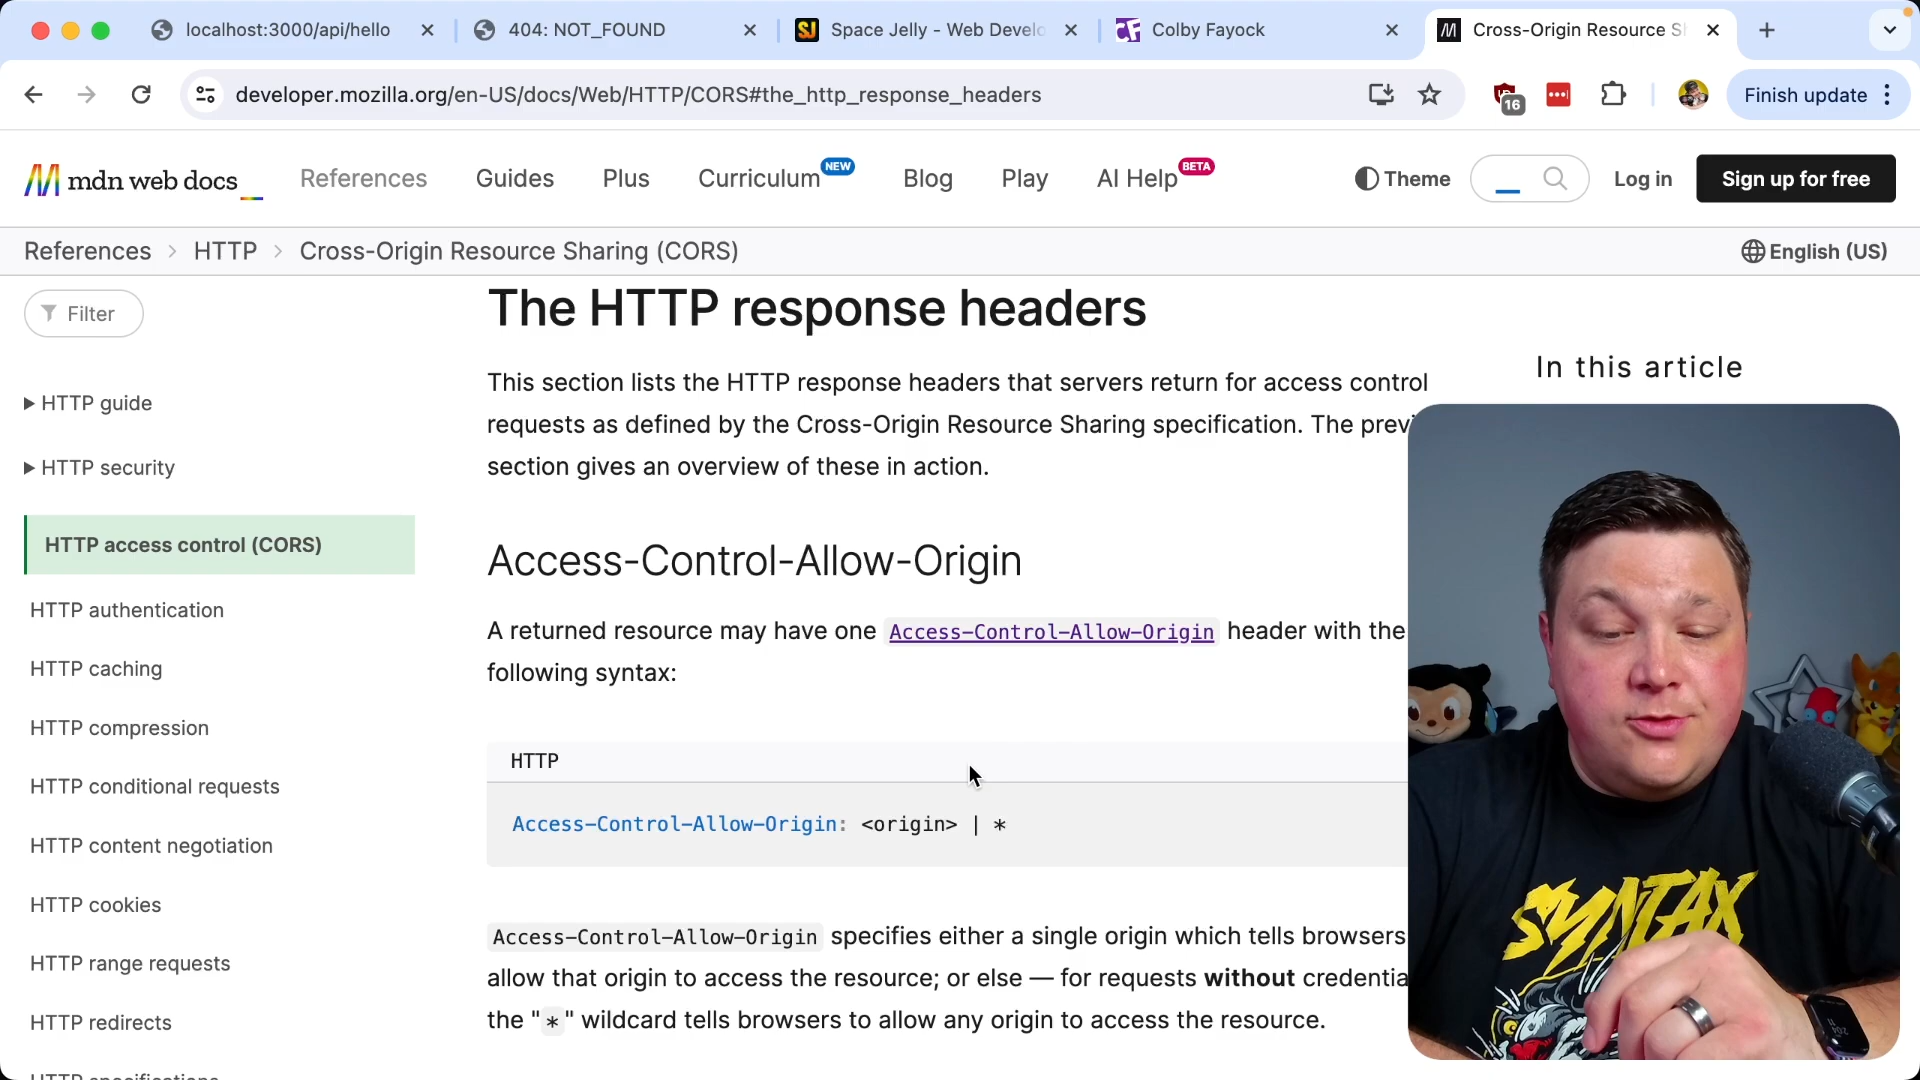 localhost:3000/api/hello
404: NOT_FOUND
Space Jelly - Web Develo
Colby Fayock
Cross-Origin Resource S
developer.mozilla.org/en-US/docs/Web/HTTP/CORS#the_http_response_headers
16
Finish update
mdn web docs
References
Guides
Plus
Curriculum NEW
Blog
Play
AI Help BETA
Theme
Log in
Sign up for free
References > HTTP > Cross-Origin Resource Sharing (CORS)
English (US)
Filter
HTTP guide
HTTP security
HTTP access control (CORS)
HTTP authentication
HTTP caching
HTTP compression
HTTP conditional requests
HTTP content negotiation
HTTP cookies
HTTP range requests
HTTP redirects
HTTP specifications
The HTTP response headers
This section lists the HTTP response headers that servers return for access control
requests as defined by the Cross-Origin Resource Sharing specification. The previ
section gives an overview of these in action.
Access-Control-Allow-Origin
A returned resource may have one Access-Control-Allow-Origin header with the
following syntax:
HTTP
Access-Control-Allow-Origin: <origin> | *
Access-Control-Allow-Origin specifies either a single origin which tells browsers
allow that origin to access the resource; or else — for requests without credentia
the "*" wildcard tells browsers to allow any origin to access the resource.
In this article
SYNTAX